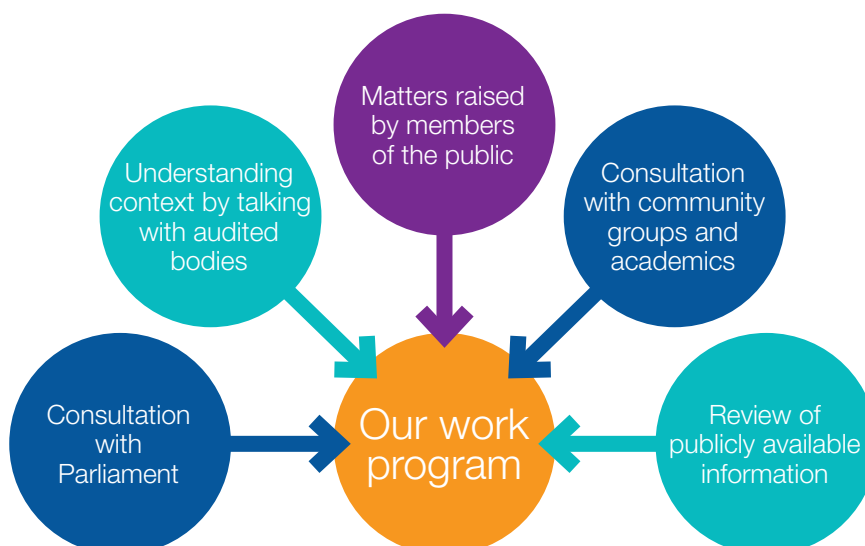 Matters raised
by members
of the public
Understanding
context by talking
with audited
bodies
Consultation
with community
groups and
academics
Consultation
with
Parliament
Our work
program
Review of
publicly available
information